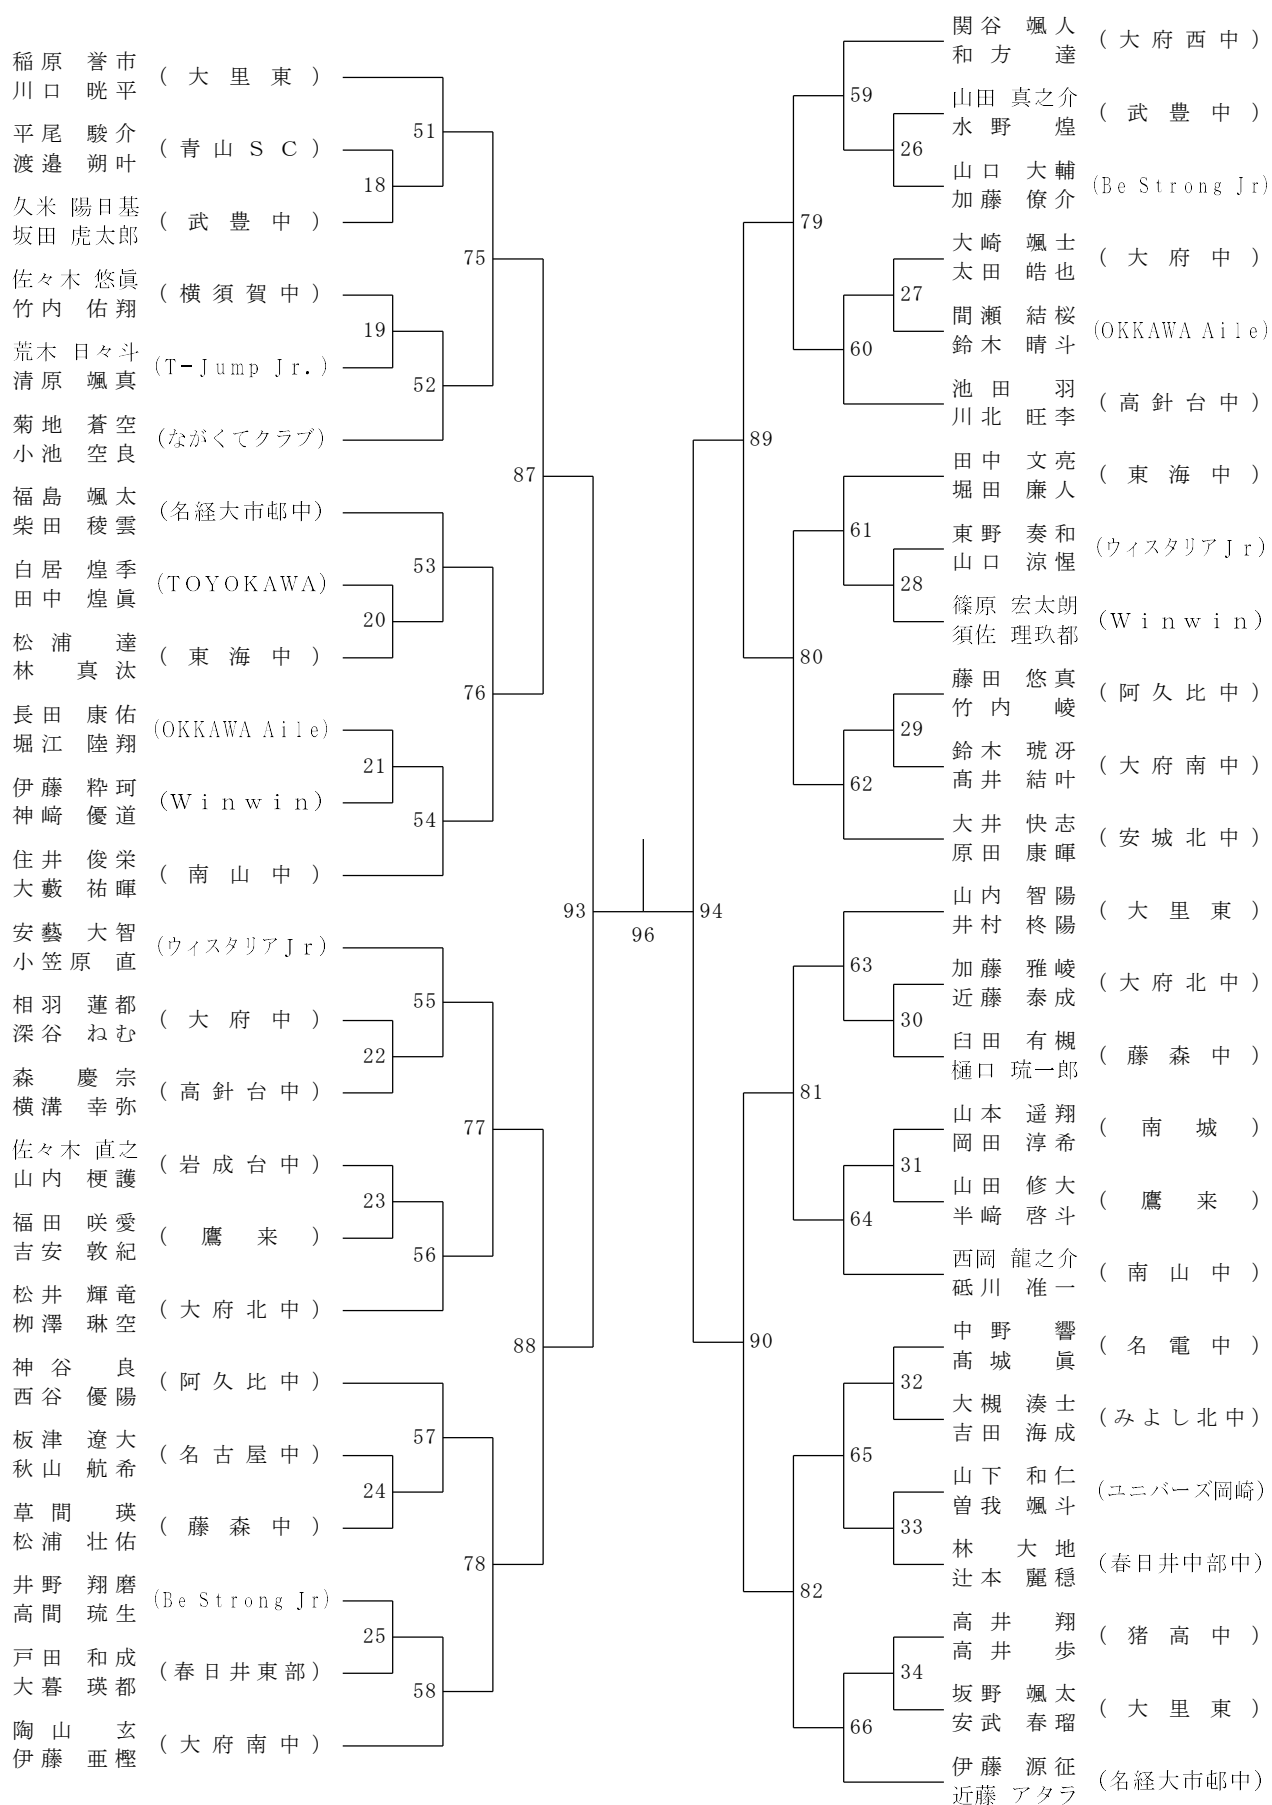 稲原 誉市
川口 晄平
(大里東)
平尾 駿介
渡邉 朔叶
(青山SC)
久米 陽日基
坂田 虎太郎
(武豊中)
佐々木 悠眞
竹内 佑翔
(横須賀中)
荒木 日々斗
清原 颯真
(T-Jump Jr.)
菊地 蒼空
小池 空良
(ながくてクラブ)
福島 颯太
柴田 稜雲
(名経大市邨中)
白居 煌季
田中 煌眞
(TOYOKAWA)
松浦 達
林 真汰
(東海中)
長田 康佑
堀江 陸翔
(OKKAWA Aile)
伊藤 粋珂
神﨑 優道
(Winwin)
住井 俊栄
大藪 祐暉
(南山中)
安藝 大智
小笠原 直
(ウィスタリアJr)
相羽 蓮都
深谷 ねむ
(大府中)
森 慶宗
横溝 幸弥
(高針台中)
佐々木 直之
山内 梗護
(岩成台中)
福田 咲愛
吉安 敦紀
(鷹来)
松井 輝竜
栁澤 琳空
(大府北中)
神谷 良
西谷 優陽
(阿久比中)
板津 遼大
秋山 航希
(名古屋中)
草間 瑛
松浦 壮佑
(藤森中)
井野 翔磨
高間 琉生
(Be Strong Jr)
戸田 和成
大暮 瑛都
(春日井東部)
陶山 玄
伊藤 亜樫
(大府南中)
51
18
75
19
52
87
53
20
76
21
54
93
55
22
77
23
56
88
57
24
78
25
58
96
94
関谷 颯人
和方 達
(大府西中)
山田 真之介
水野 煌
(武豊中)
山口 大輔
加藤 僚介
(Be Strong Jr)
大崎 颯士
太田 皓也
(大府中)
間瀬 結桜
鈴木 晴斗
(OKKAWA Aile)
池田 羽
川北 旺李
(高針台中)
田中 文亮
堀田 廉人
(東海中)
東野 奏和
山口 涼惺
(ウィスタリアJr)
篠原 宏太朗
須佐 理玖都
(Winwin)
藤田 悠真
竹内 崚
(阿久比中)
鈴木 琥冴
髙井 結叶
(大府南中)
大井 快志
原田 康暉
(安城北中)
山内 智陽
井村 柊陽
(大里東)
加藤 雅崚
近藤 泰成
(大府北中)
臼田 有槻
樋口 琉一郎
(藤森中)
山本 遥翔
岡田 淳希
(南城)
山田 修大
半﨑 啓斗
(鷹来)
西岡 龍之介
砥川 准一
(南山中)
中野 響
髙城 眞
(名電中)
大槻 湊士
吉田 海成
(みよし北中)
山下 和仁
曽我 颯斗
(ユニバーズ岡崎)
林 大地
辻本 麗穏
(春日井中部中)
高井 翔
高井 歩
(猪高中)
坂野 颯太
安武 春瑠
(大里東)
伊藤 源征
近藤 アタラ
(名経大市邨中)
59
26
79
27
60
89
61
28
80
29
62
63
30
81
31
64
90
32
65
33
82
34
66